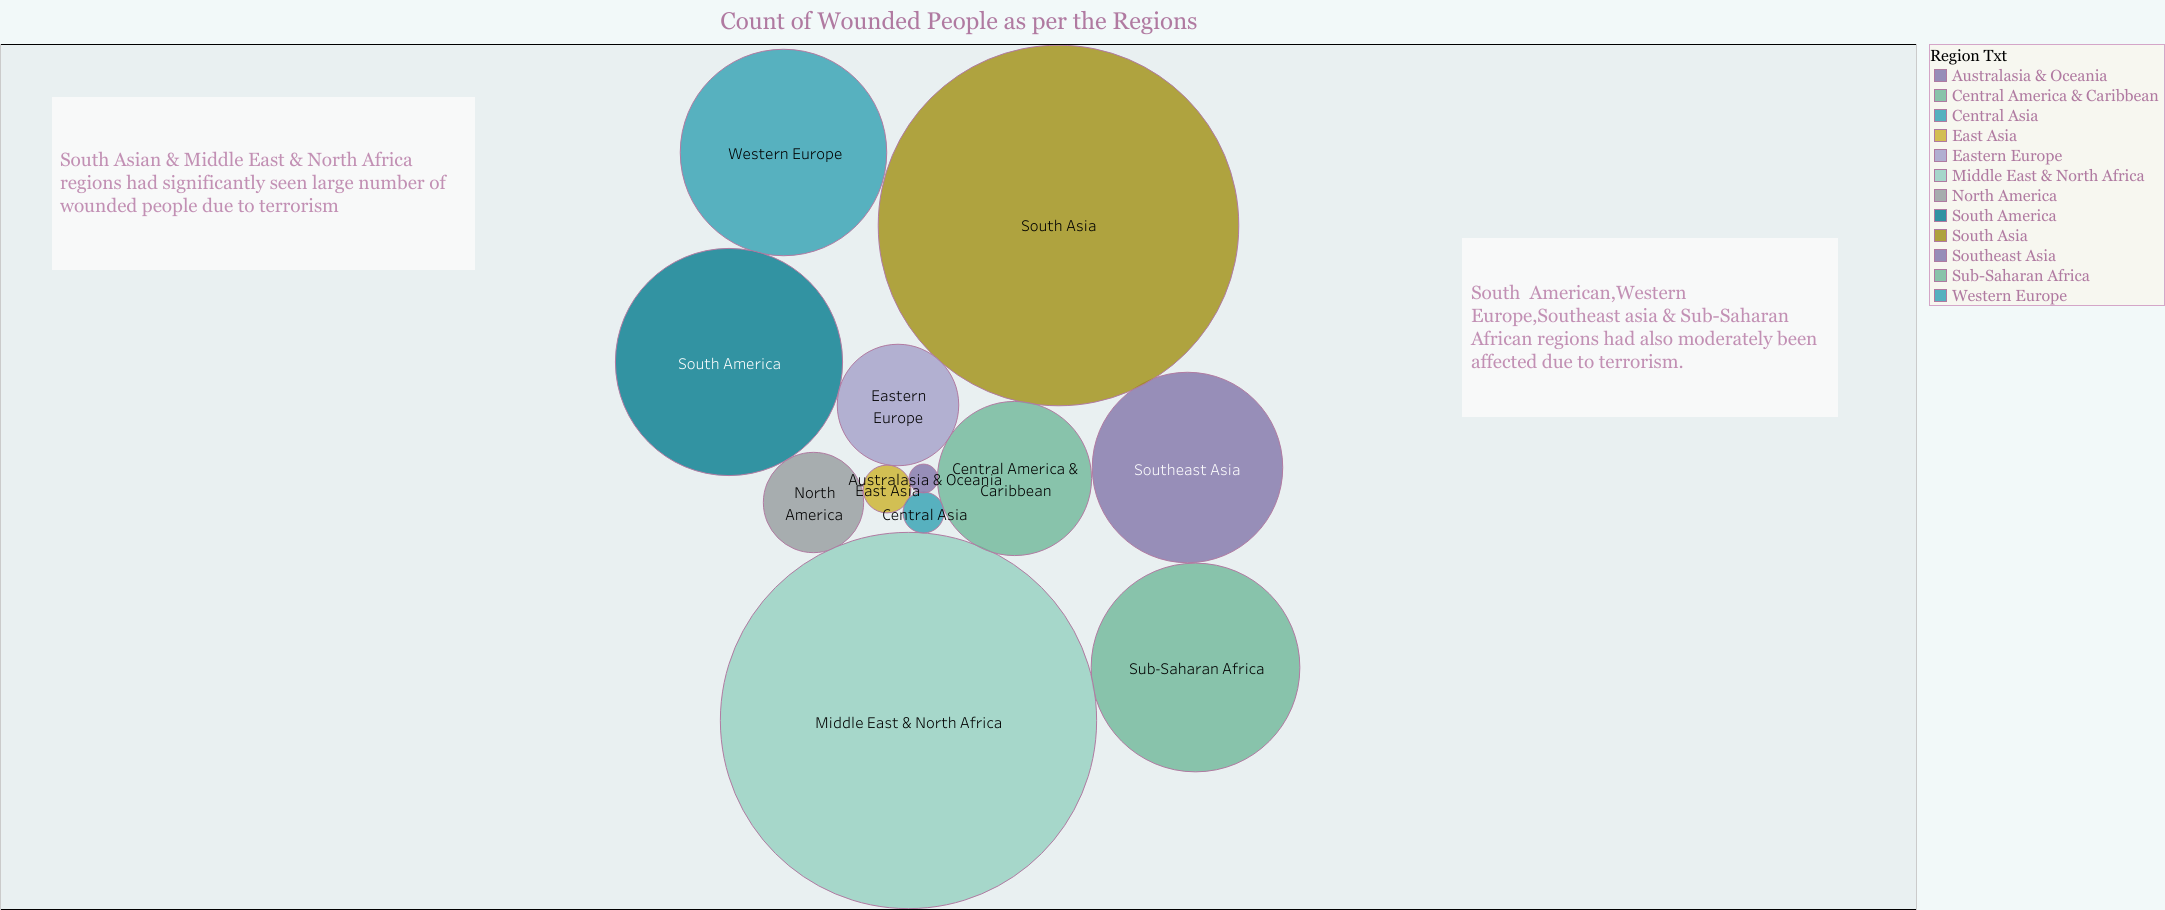 Count of Wounded People as per the Regions
South Asian & Middle East & North Africa
regions had significantly seen large number of
wounded people due to terrorism
Western Europe
South Asia
South America
Eastern
Europe
Central America &
Caribbean
Southeast Asia
Australasia & Oceania
East Asia
North
America
Central Asia
Middle East & North Africa
Sub-Saharan Africa
South  American,Western
Europe,Southeast asia & Sub-Saharan
African regions had also moderately been
affected due to terrorism.
Region Txt
Australasia & Oceania
Central America & Caribbean
Central Asia
East Asia
Eastern Europe
Middle East & North Africa
North America
South America
South Asia
Southeast Asia
Sub-Saharan Africa
Western Europe